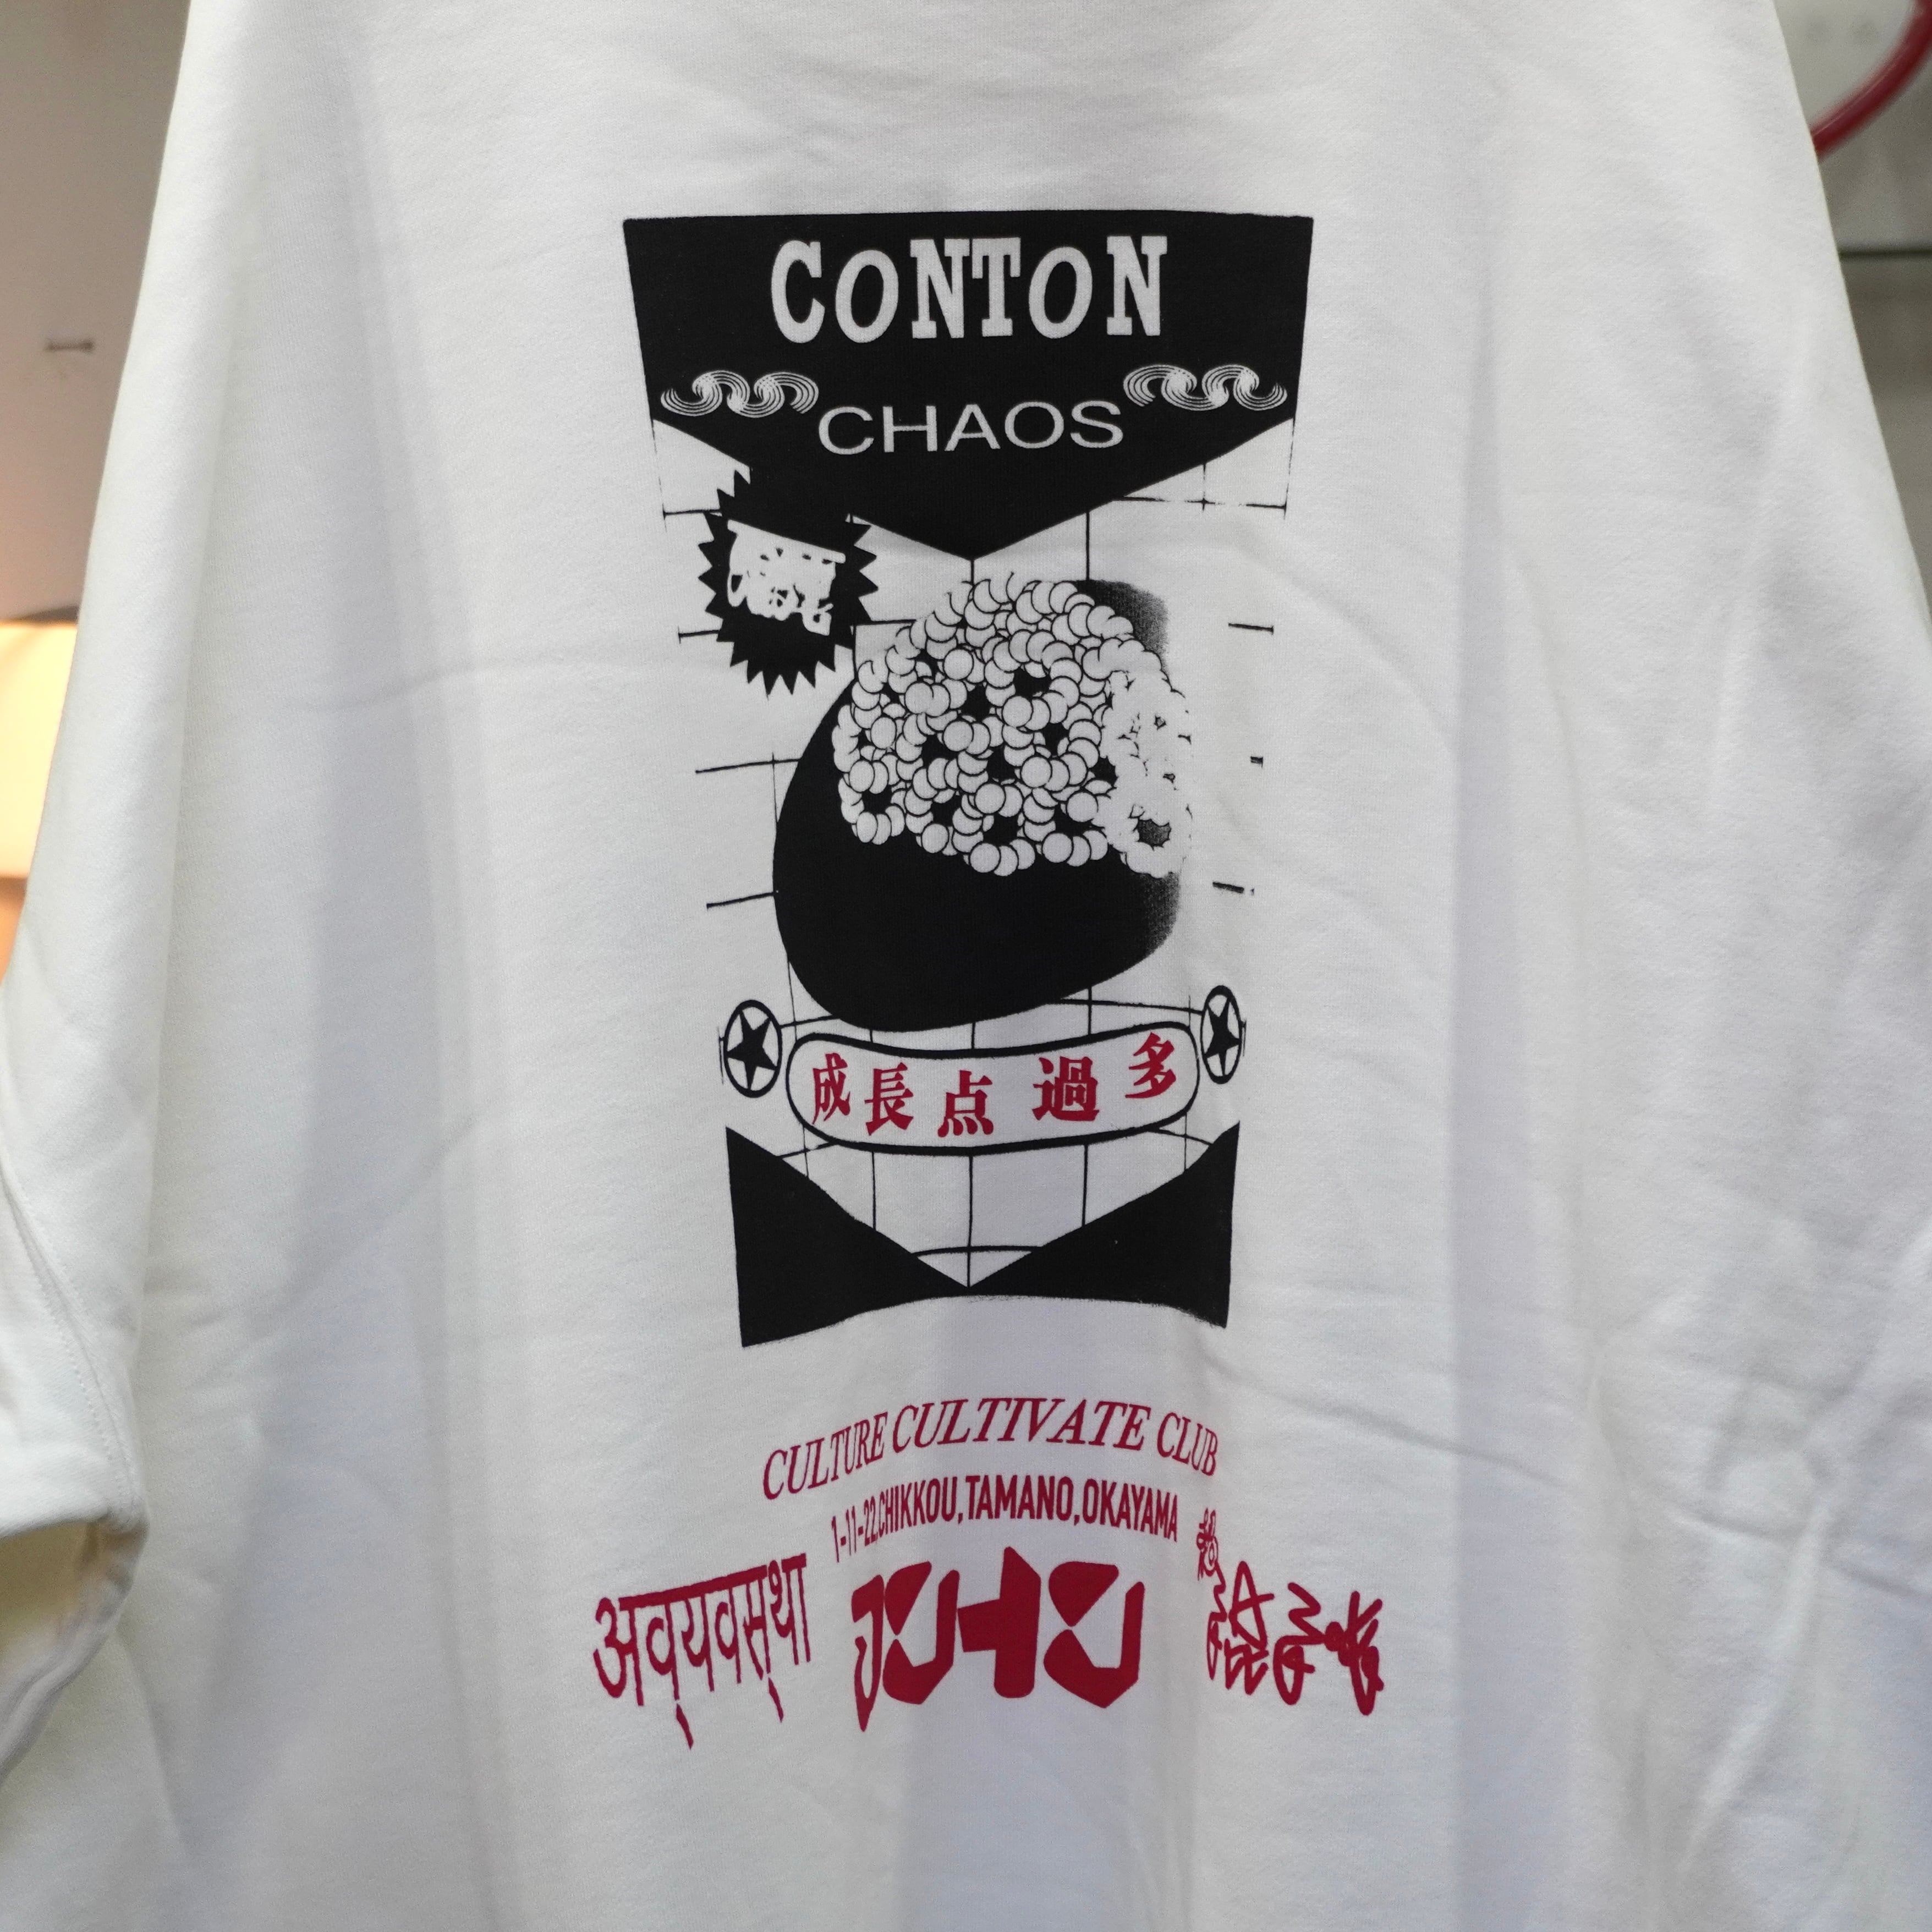 CONTON
CHAOS
成長点過多
CULTURE CULTIVATE CLUB
1-11-22,CHIKKOU,TAMANO,OKAYAMA
अव्यवस्था